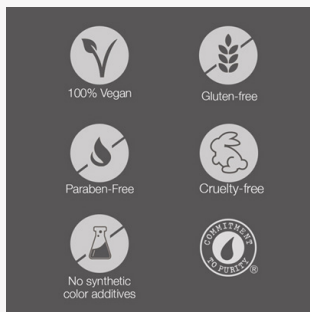 100% Vegan
Gluten-free
Paraben-Free
Cruelty-free
No synthetic
color additives
COMMITMENT
TO PURITY
®